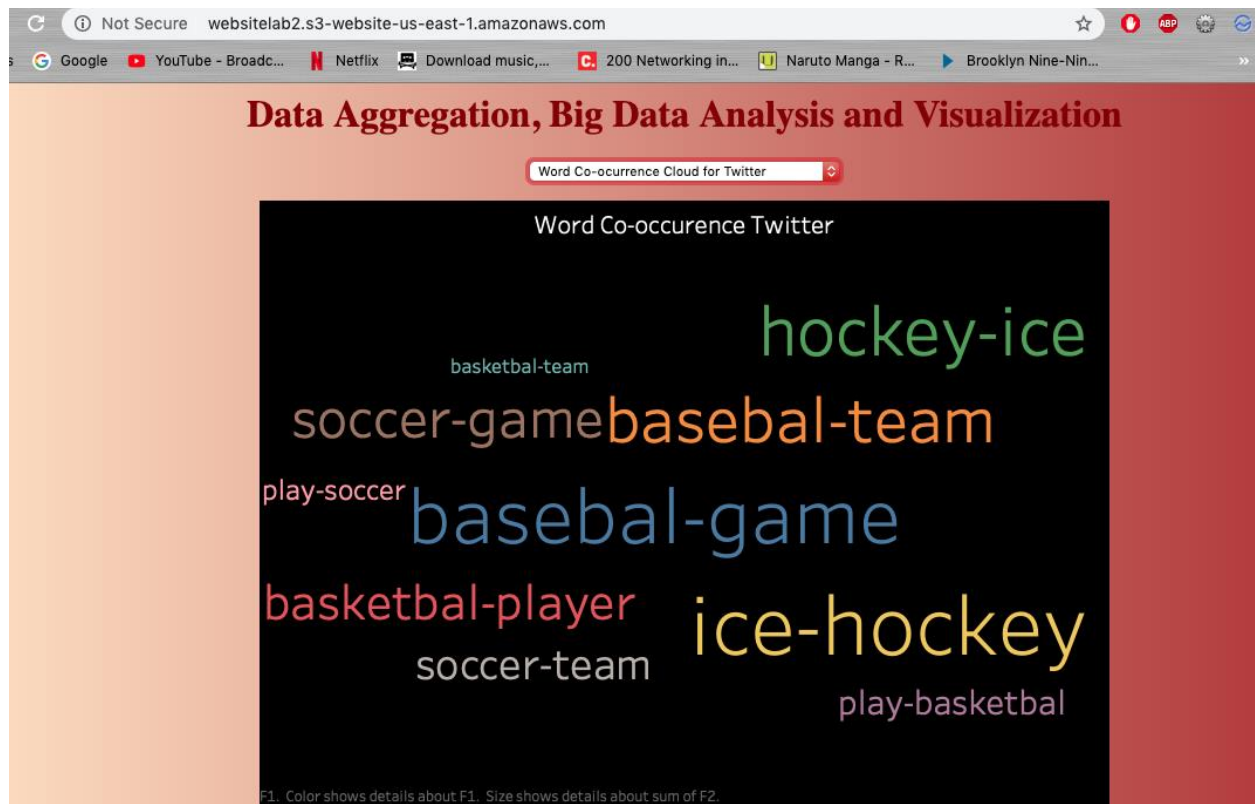 Not Secure websitelab2.s3-website-us-east-1.amazonaws.com
s Google YouTube - Broadc... Netflix Download music,... 200 Networking in... Naruto Manga - R... Brooklyn Nine-Nin... »
Data Aggregation, Big Data Analysis and Visualization
Word Co-ocurrence Cloud for Twitter
Word Co-occurence Twitter
hockey-ice
basketbal-team
soccer-game basebal-team
play-soccer
basebal-game
basketbal-player
ice-hockey
soccer-team
play-basketbal
F1. Color shows details about F1. Size shows details about sum of F2.